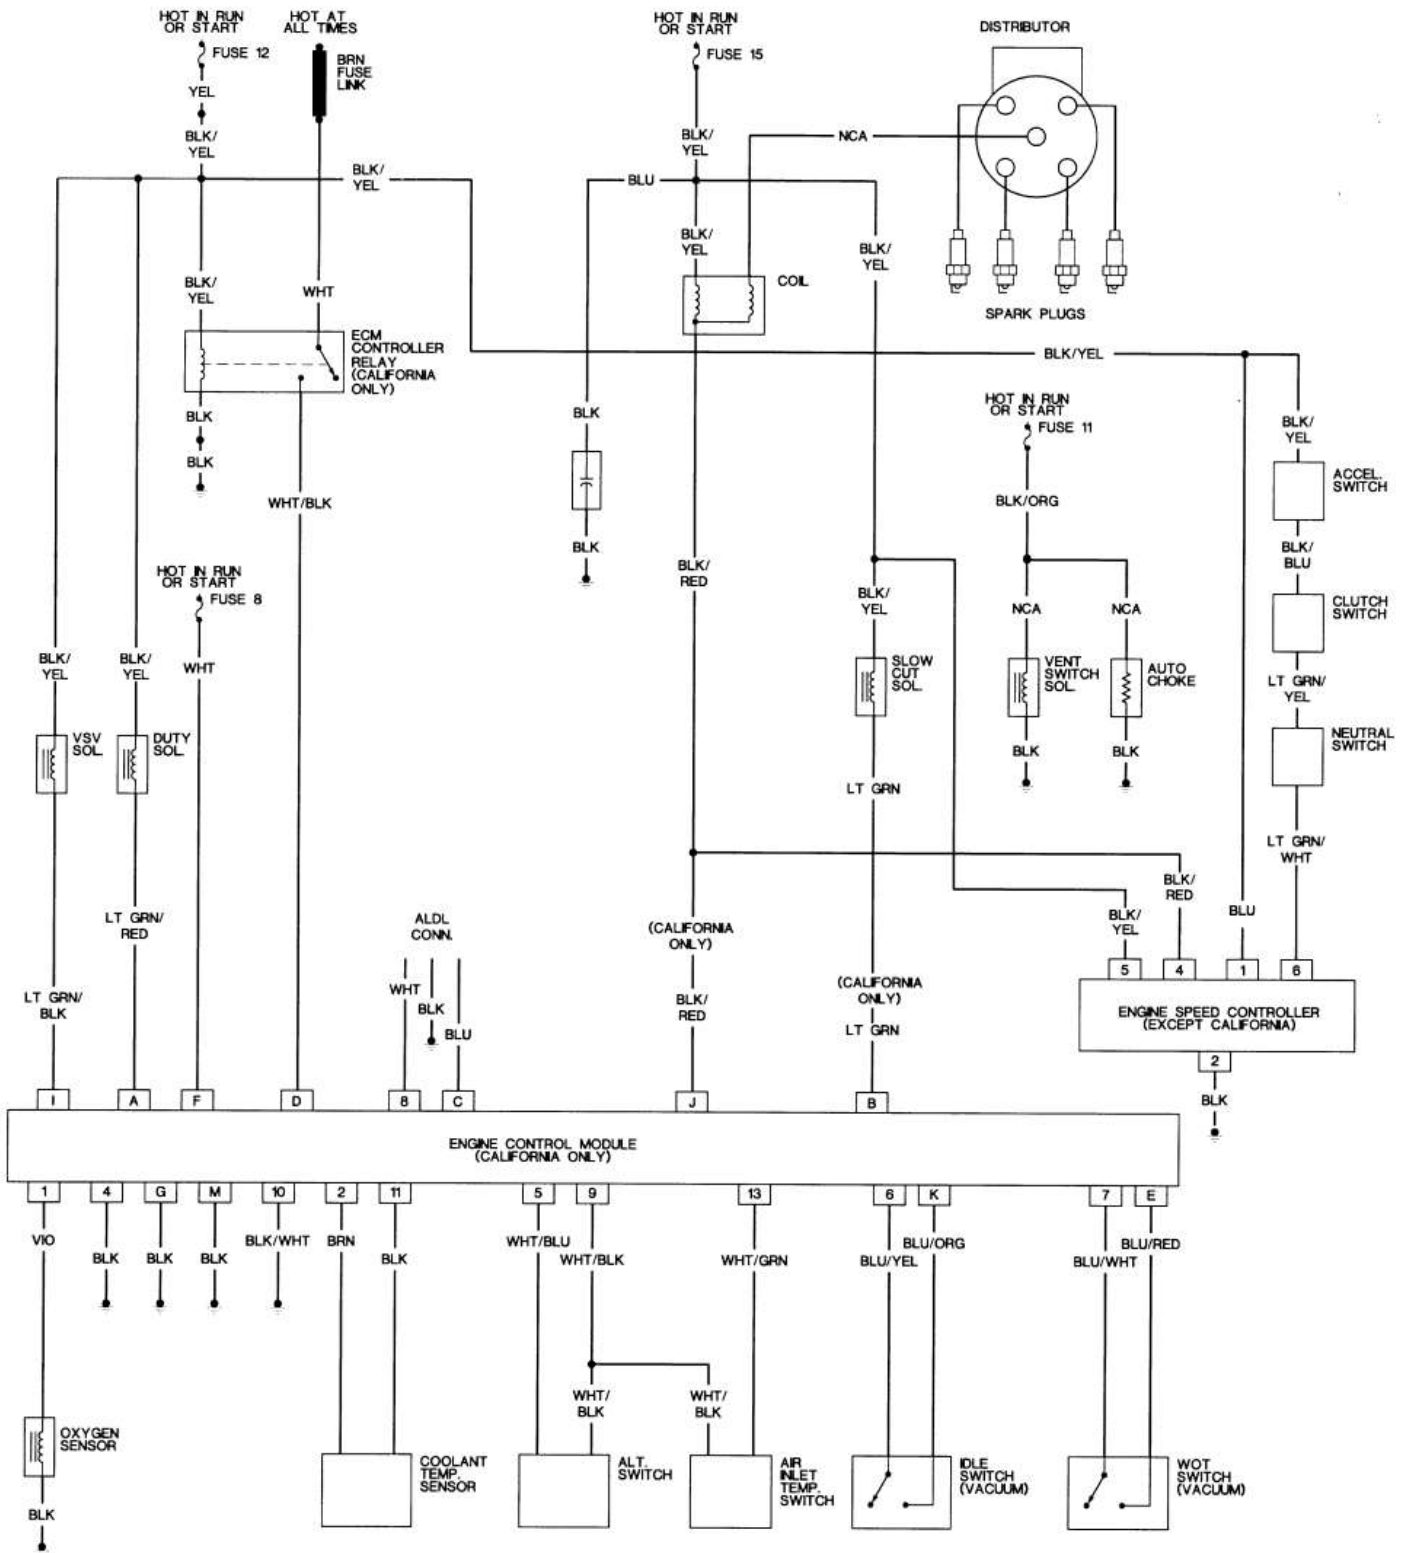 HOT IN RUN
OR START
FUSE 12
YEL
BLK/
YEL
HOT AT
ALL TIMES
BRN
FUSE
LINK
BLK/
YEL
HOT IN RUN
OR START
FUSE 15
BLK/
YEL
BLU
NCA
DISTRIBUTOR
SPARK PLUGS
BLK/
YEL
WHT
BLK/
YEL
BLK/
YEL
COIL
ECM
CONTROLLER
RELAY
(CALIFORNIA
ONLY)
BLK/YEL
BLK
BLK
WHT/BLK
BLK
BLK
HOT IN RUN
OR START
FUSE 11
BLK/ORG
BLK/
YEL
ACCEL.
SWITCH
BLK/
BLU
CLUTCH
SWITCH
LT GRN/
YEL
NEUTRAL
SWITCH
LT GRN/
WHT
HOT IN RUN
OR START
FUSE 8
WHT
BLK/
RED
BLK/
YEL
NCA
NCA
BLK/
YEL
BLK/
YEL
SLOW
CUT
SOL.
VENT
SWITCH
SOL.
AUTO
CHOKE
VSV
SOL.
DUTY
SOL.
BLK
BLK
LT GRN
LT GRN/
RED
ALDL
CONN.
(CALIFORNIA
ONLY)
BLK/
YEL
BLK/
RED
BLU
LT GRN/
BLK
WHT
BLK
BLU
BLK/
RED
(CALIFORNIA
ONLY)
LT GRN
5
4
1
6
ENGINE SPEED CONTROLLER
(EXCEPT CALIFORNIA)
2
BLK
I
A
F
D
8
C
J
B
ENGINE CONTROL MODULE
(CALIFORNIA ONLY)
1
4
G
M
10
2
11
5
9
13
6
K
7
E
VIO
BLK
BLK
BLK
BLK/WHT
BRN
BLK
WHT/BLU
WHT/BLK
WHT/GRN
BLU/YEL
BLU/ORG
BLU/WHT
BLU/RED
WHT/
BLK
WHT/
BLK
OXYGEN
SENSOR
BLK
COOLANT
TEMP.
SENSOR
ALT.
SWITCH
AIR
INLET
TEMP.
SWITCH
IDLE
SWITCH
(VACUUM)
WOT
SWITCH
(VACUUM)